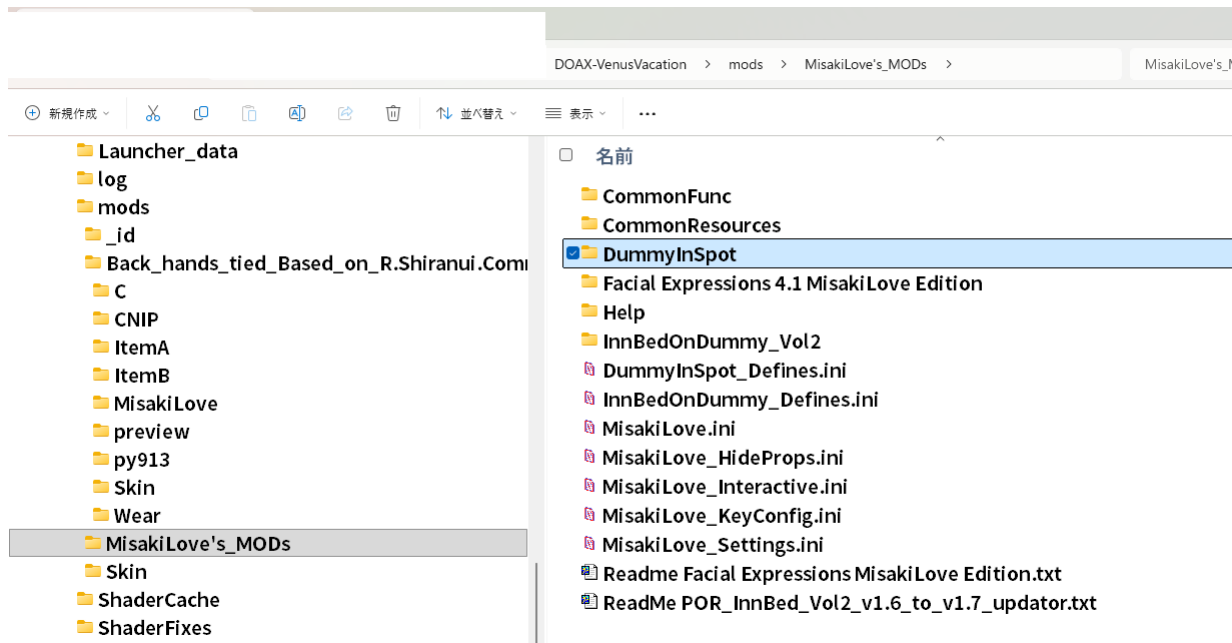 DOAX-VenusVacation > mods > MisakiLove's_MODs >
MisakiLove's_
新規作成
並べ替え
表示
...
Launcher_data
log
mods
_id
Back_hands_tied_Based_on_R.Shiranui.Com
C
CNIP
ItemA
ItemB
MisakiLove
preview
py913
Skin
Wear
MisakiLove's_MODs
Skin
ShaderCache
ShaderFixes
名前
CommonFunc
CommonResources
DummyInSpot
Facial Expressions 4.1 MisakiLove Edition
Help
InnBedOnDummy_Vol2
DummyInSpot_Defines.ini
InnBedOnDummy_Defines.ini
MisakiLove.ini
MisakiLove_HideProps.ini
MisakiLove_Interactive.ini
MisakiLove_KeyConfig.ini
MisakiLove_Settings.ini
Readme Facial Expressions MisakiLove Edition.txt
ReadMe POR_InnBed_Vol2_v1.6_to_v1.7_updator.txt